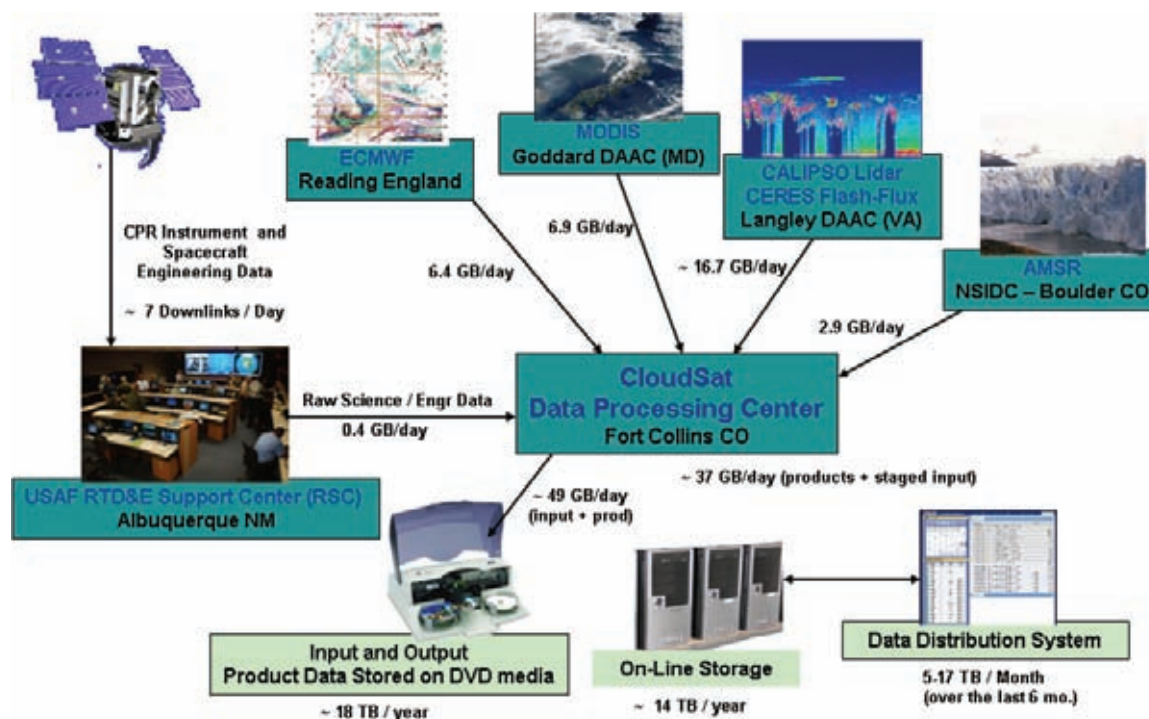 ECMWF
Reading England
MODIS
Goddard DAAC (MD)
CALIPSO Lidar
CERES Flash-Flux
Langley DAAC (VA)
AMSR
NSIDC – Boulder CO
CPR Instrument and
Spacecraft
Engineering Data
~ 7 Downlinks / Day
6.4 GB/day
6.9 GB/day
~ 16.7 GB/day
2.9 GB/day
CloudSat
Data Processing Center
Fort Collins CO
Raw Science / Engr Data
0.4 GB/day
USAF RTD&E Support Center (RSC)
Albuquerque NM
~ 49 GB/day
(input + prod)
~ 37 GB/day (products + staged input)
Input and Output
Product Data Stored on DVD media
~ 18 TB / year
On-Line Storage
~ 14 TB / year
Data Distribution System
5-17 TB / Month
(over the last 6 mo.)